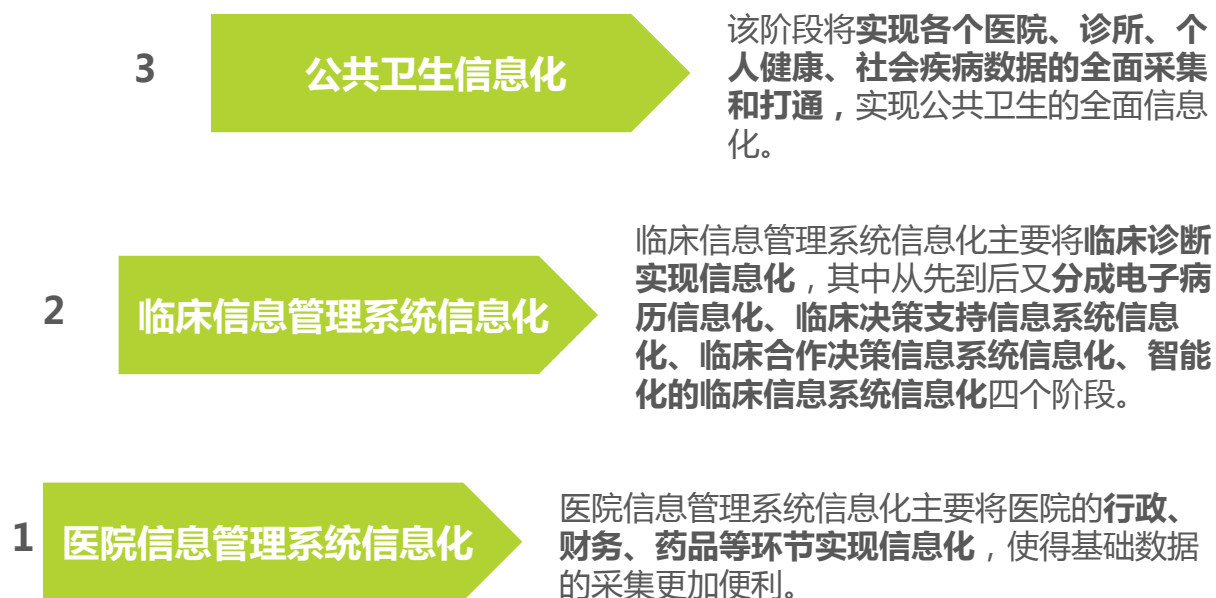 3
公共卫生信息化
该阶段将实现各个医院、诊所、个
人健康、社会疾病数据的全面采集
和打通，实现公共卫生的全面信息
化。
2
临床信息管理系统信息化
临床信息管理系统信息化主要将临床诊断
实现信息化，其中从先到后又分成电子病
历信息化、临床决策支持信息系统信息
化、临床合作决策信息系统信息化、智能
化的临床信息系统信息化四个阶段。
1
医院信息管理系统信息化
医院信息管理系统信息化主要将医院的行政、
财务、药品等环节实现信息化，使得基础数据
的采集更加便利。